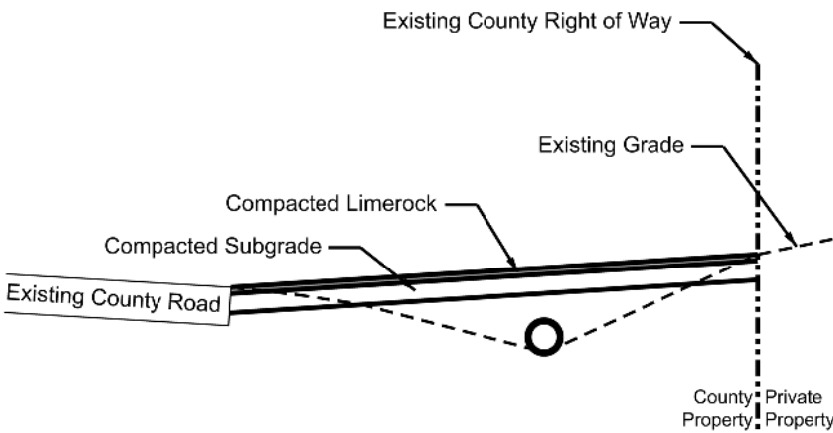 Existing County Right of Way
Existing Grade
Compacted Limerock
Compacted Subgrade
Existing County Road
County Private
Property Property